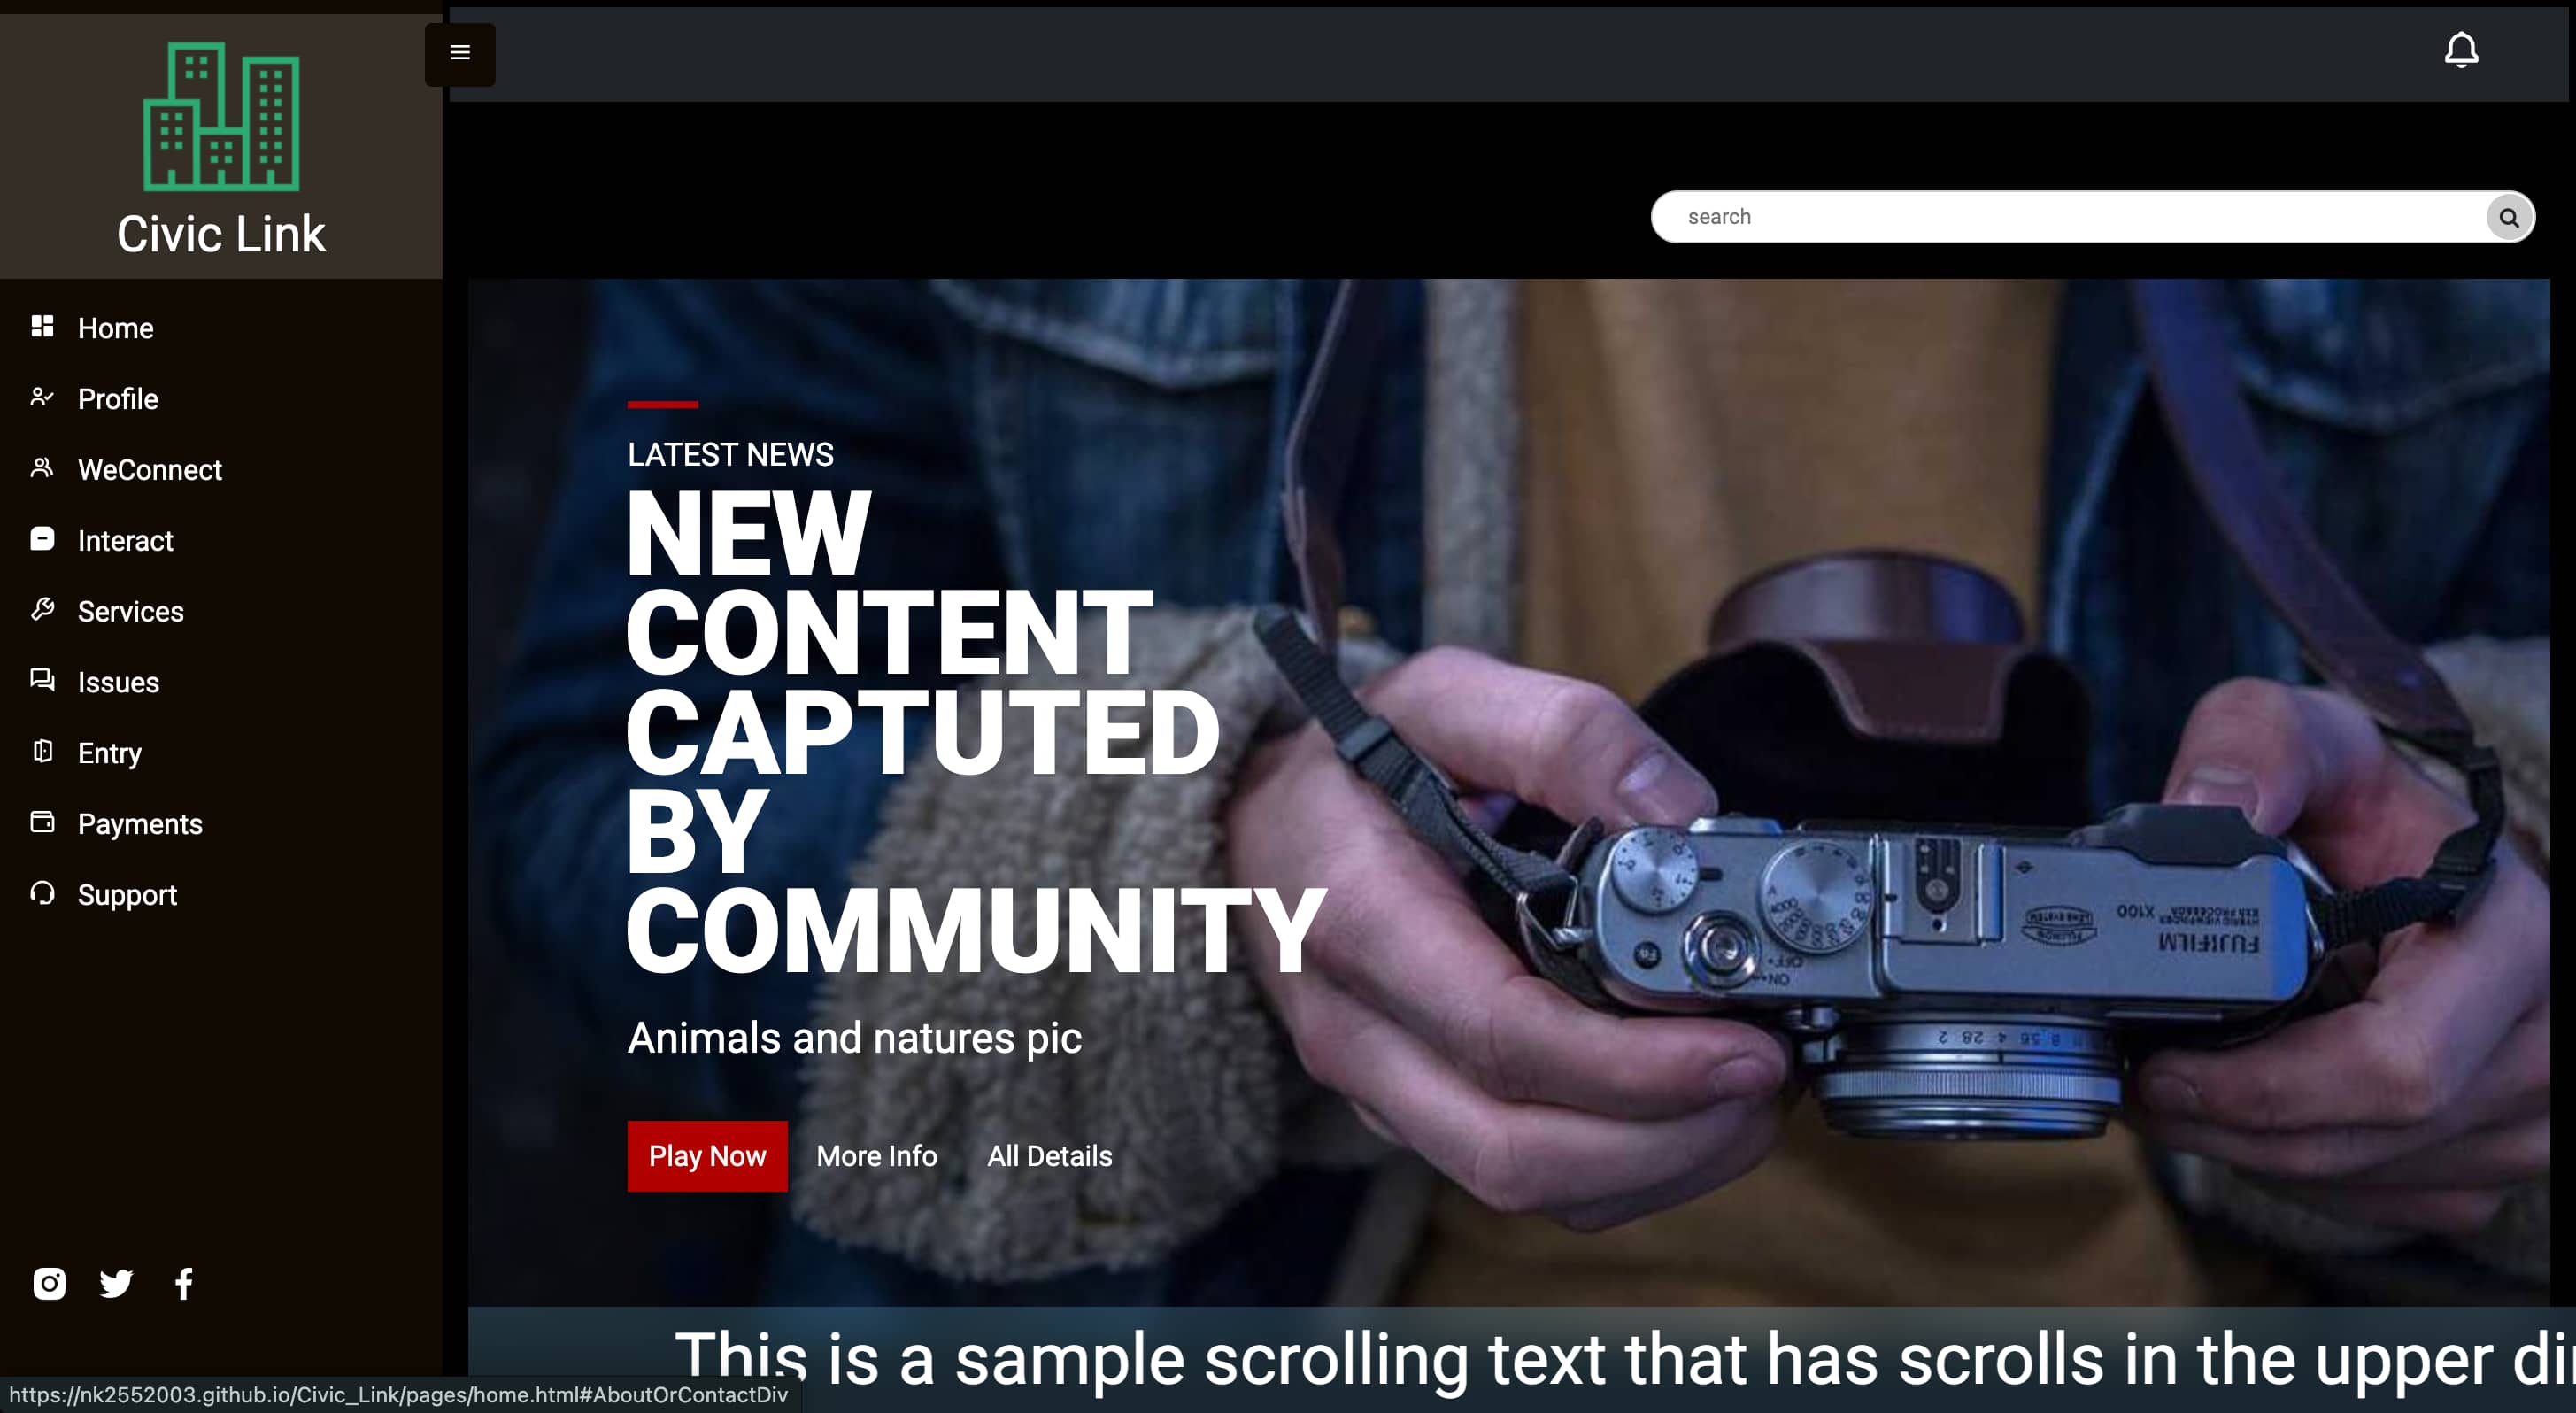 Civic Link
search
Home
Profile
WeConnect
Interact
Services
Issues
Entry
Payments
Support
LATEST NEWS
NEW
CONTENT
CAPTUTED
BY
COMMUNITY
Animals and natures pic
Play Now More Info All Details
FUJIFILM
X100
OFF
ON
This is a sample scrolling text that has scrolls in the upper
https://nk2552003.github.io/Civic_Link/pages/home.html#AboutOrContactDiv